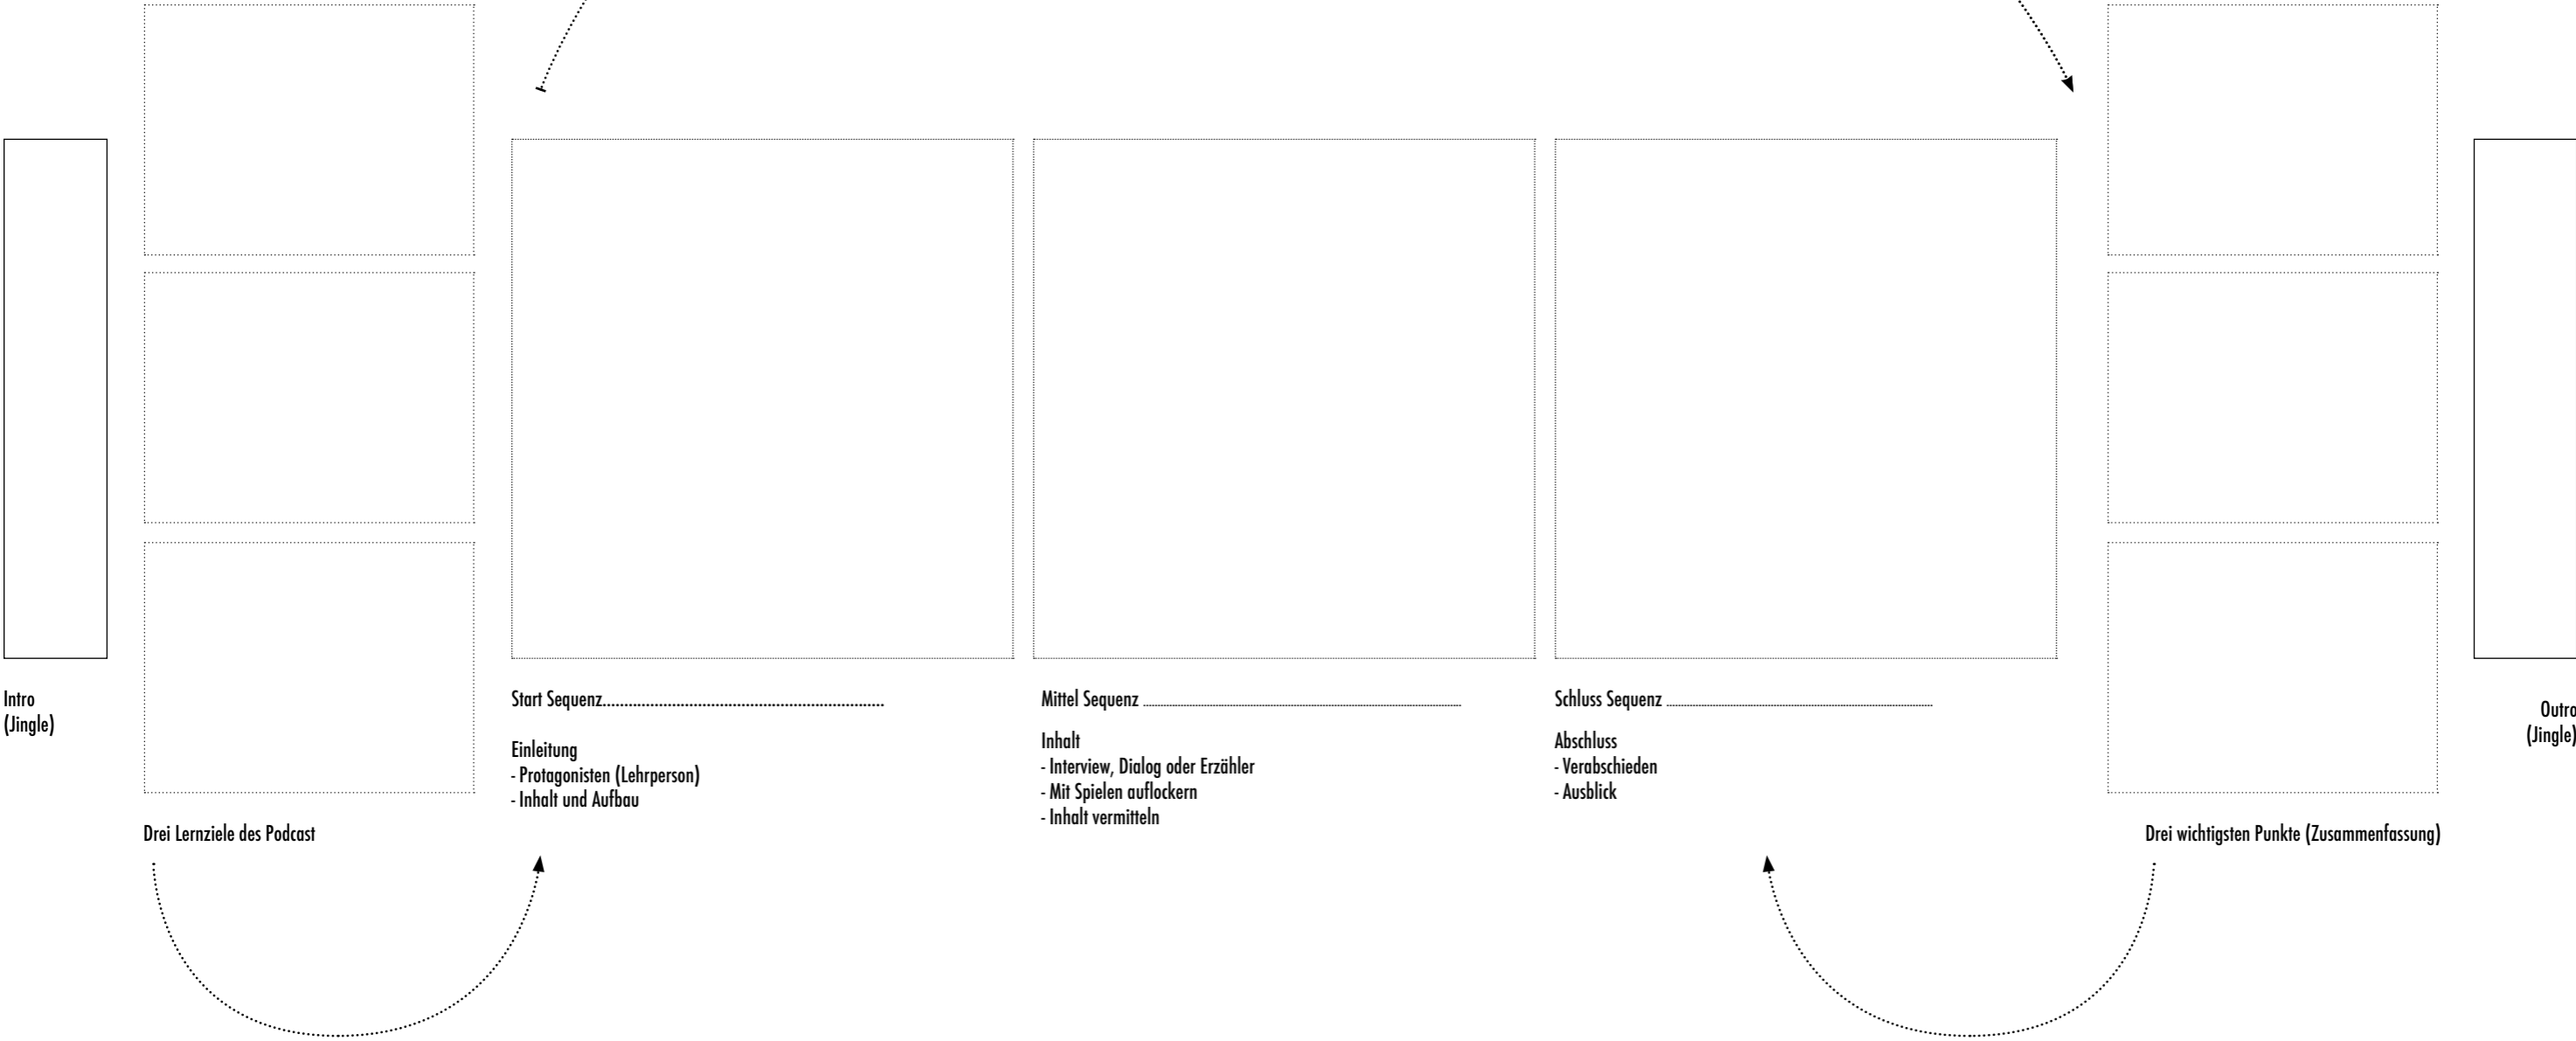 Intro
(Jingle)
Drei Lernziele des Podcast
Start Sequenz................................................................
Einleitung
- Protagonisten (Lehrperson)
- Inhalt und Aufbau
Mittel Sequenz ................................................................
Inhalt
- Interview, Dialog oder Erzähler
- Mit Spielen auflockern
- Inhalt vermitteln
Schluss Sequenz ................................................................
Abschluss
- Verabschieden
- Ausblick
Drei wichtigsten Punkte (Zusammenfassung)
Outro
(Jingle)